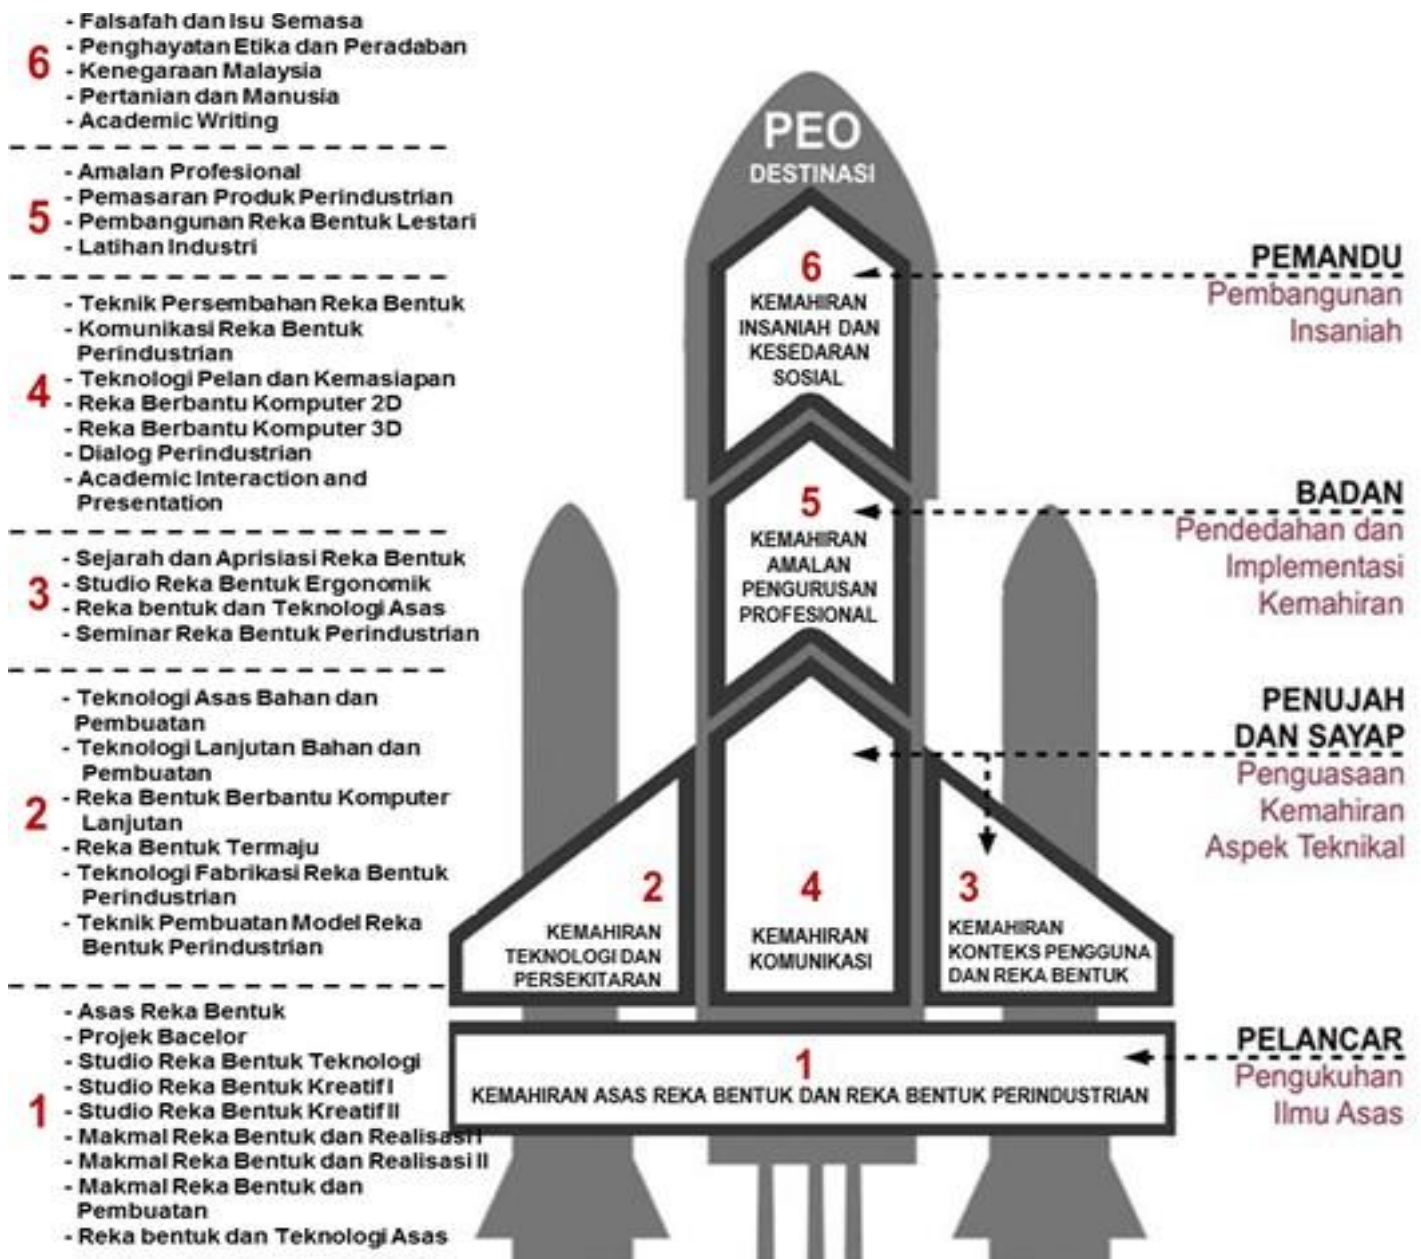 6
- Falsafah dan Isu Semasa
- Penghayatan Etika dan Peradaban
- Kenegaraan Malaysia
- Pertanian dan Manusia
- Academic Writing
5
- Amalan Profesional
- Pemasaran Produk Perindustrian
- Pembangunan Reka Bentuk Lestari
- Latihan Industri
4
- Teknik Persembahan Reka Bentuk
- Komunikasi Reka Bentuk
Perindustrian
- Teknologi Pelan dan Kemasiapan
- Reka Berbantu Komputer 2D
- Reka Berbantu Komputer 3D
- Dialog Perindustrian
- Academic Interaction and
Presentation
3
- Sejarah dan Aprisiasi Reka Bentuk
- Studio Reka Bentuk Ergonomik
- Reka bentuk dan Teknologi Asas
- Seminar Reka Bentuk Perindustrian
2
- Teknologi Asas Bahan dan
Pembuatan
- Teknologi Lanjutan Bahan dan
Pembuatan
- Reka Bentuk Berbantu Komputer
Lanjutan
- Reka Bentuk Termaju
- Teknologi Fabrikasi Reka Bentuk
Perindustrian
- Teknik Pembuatan Model Reka
Bentuk Perindustrian
1
- Asas Reka Bentuk
- Projek Bacelor
- Studio Reka Bentuk Teknologi
- Studio Reka Bentuk Kreatif I
- Studio Reka Bentuk Kreatif II
- Makmal Reka Bentuk dan Realisasi I
- Makmal Reka Bentuk dan Realisasi II
- Makmal Reka Bentuk dan
Pembuatan
- Reka bentuk dan Teknologi Asas
PEO
DESTINASI
6
KEMAHIRAN
INSANIAH DAN
KESEDARAN
SOSIAL
5
KEMAHIRAN
AMALAN
PENGURUSAN
PROFESIONAL
2
KEMAHIRAN
TEKNOLOGI DAN
PERSEKITARAN
4
KEMAHIRAN
KOMUNIKASI
3
KEMAHIRAN
KONTEKS PENGGUNA
DAN REKA BENTUK
1
KEMAHIRAN ASAS REKA BENTUK DAN REKA BENTUK PERINDUSTRIAN
PEMANDU
Pembangunan
Insaniah
BADAN
Pendedahan dan
Implementasi
Kemahiran
PENUJAH
DAN SAYAP
Penguasaan
Kemahiran
Aspek Teknikal
PELANCAR
Pengukuhan
Ilmu Asas